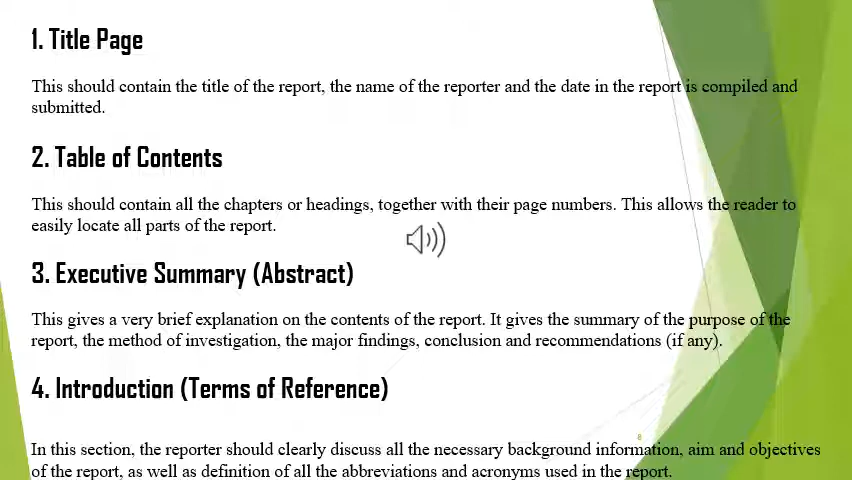 1. Title Page
This should contain the title of the report, the name of the reporter and the date in the report is compiled and
submitted.
2. Table of Contents
This should contain all the chapters or headings, together with their page numbers. This allows the reader to
easily locate all parts of the report.
3. Executive Summary (Abstract)
This gives a very brief explanation on the contents of the report. It gives the summary of the purpose of the
report, the method of investigation, the major findings, conclusion and recommendations (if any).
4. Introduction (Terms of Reference)
8
In this section, the reporter should clearly discuss all the necessary background information, aim and objectives
of the report, as well as definition of all the abbreviations and acronyms used in the report.